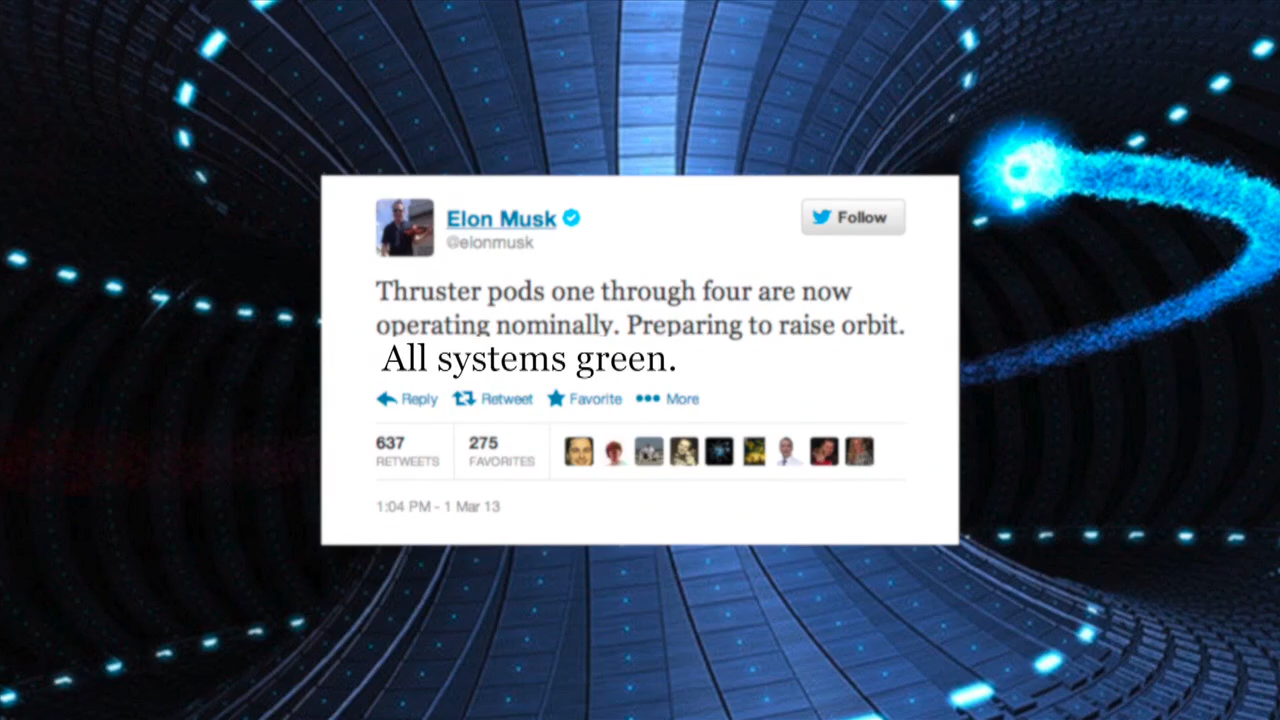 Elon Musk
@elonmusk
Follow
Thruster pods one through four are now
operating nominally. Preparing to raise orbit.
All systems green.
Reply Retweet Favorite ••• More
637 275
RETWEETS FAVORITES
1:04 PM - 1 Mar 13